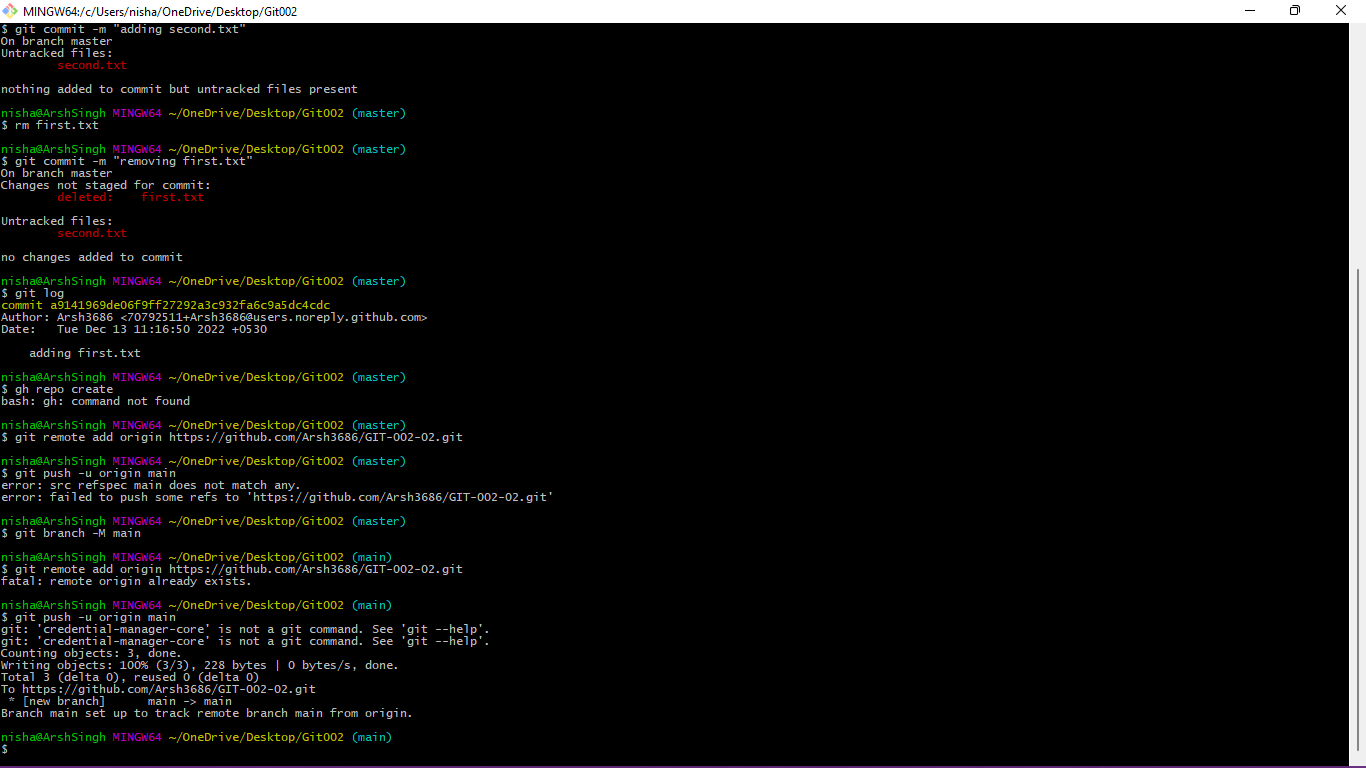 MINGW64:/c/Users/nisha/OneDrive/Desktop/Git002
$ git commit -m "adding second.txt"
On branch master
Untracked files:
        second.txt

nothing added to commit but untracked files present

nisha@ArshSingh MINGW64 ~/OneDrive/Desktop/Git002 (master)
$ rm first.txt

nisha@ArshSingh MINGW64 ~/OneDrive/Desktop/Git002 (master)
$ git commit -m "removing first.txt"
On branch master
Changes not staged for commit:
        deleted:    first.txt

Untracked files:
        second.txt

no changes added to commit

nisha@ArshSingh MINGW64 ~/OneDrive/Desktop/Git002 (master)
$ git log
commit a9141969de06f9ff27292a3c932fa6c9a5dc4cdc
Author: Arsh3686 <70792511+Arsh3686@users.noreply.github.com>
Date:   Tue Dec 13 11:16:50 2022 +0530

    adding first.txt

nisha@ArshSingh MINGW64 ~/OneDrive/Desktop/Git002 (master)
$ gh repo create
bash: gh: command not found

nisha@ArshSingh MINGW64 ~/OneDrive/Desktop/Git002 (master)
$ git remote add origin https://github.com/Arsh3686/GIT-002-02.git

nisha@ArshSingh MINGW64 ~/OneDrive/Desktop/Git002 (master)
$ git push -u origin main
error: src refspec main does not match any.
error: failed to push some refs to 'https://github.com/Arsh3686/GIT-002-02.git'

nisha@ArshSingh MINGW64 ~/OneDrive/Desktop/Git002 (master)
$ git branch -M main

nisha@ArshSingh MINGW64 ~/OneDrive/Desktop/Git002 (main)
$ git remote add origin https://github.com/Arsh3686/GIT-002-02.git
fatal: remote origin already exists.

nisha@ArshSingh MINGW64 ~/OneDrive/Desktop/Git002 (main)
$ git push -u origin main
git: 'credential-manager-core' is not a git command. See 'git --help'.
git: 'credential-manager-core' is not a git command. See 'git --help'.
Counting objects: 3, done.
Writing objects: 100% (3/3), 228 bytes | 0 bytes/s, done.
Total 3 (delta 0), reused 0 (delta 0)
To https://github.com/Arsh3686/GIT-002-02.git
 * [new branch]      main -> main
Branch main set up to track remote branch main from origin.

nisha@ArshSingh MINGW64 ~/OneDrive/Desktop/Git002 (main)
$